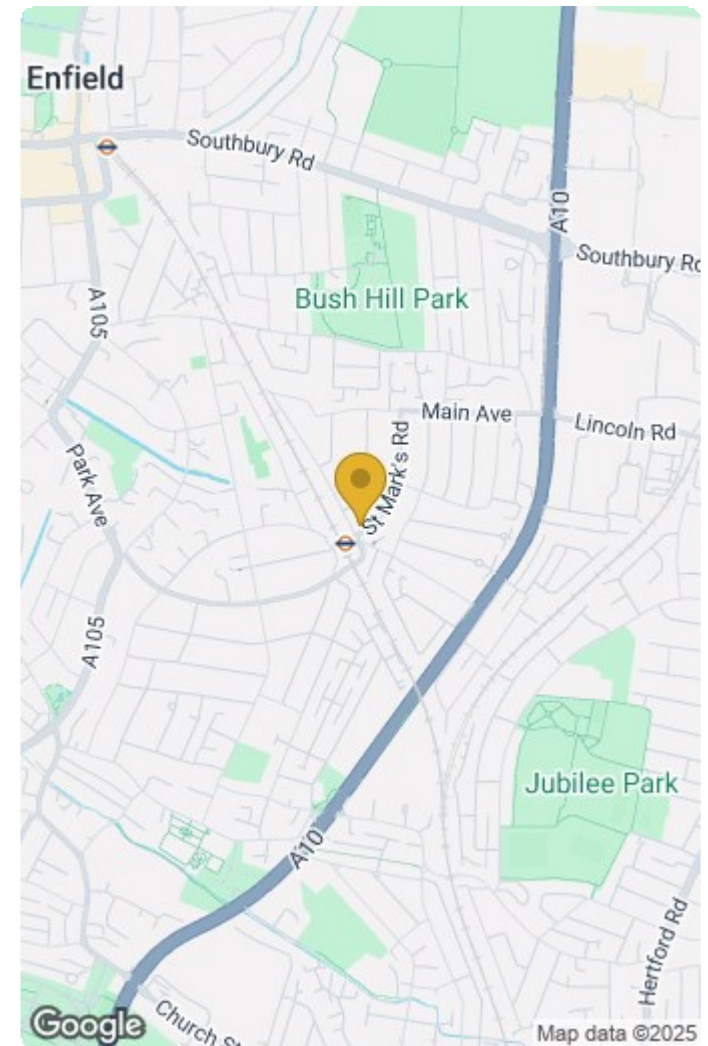 Enfield
Southbury Rd
A10
Southbury Rd
Bush Hill Park
A105
Main Ave
Lincoln Rd
St Mark's Rd
Park Ave
A105
Jubilee Park
A10
Hertford Rd
Church St
Google
Map data ©2025